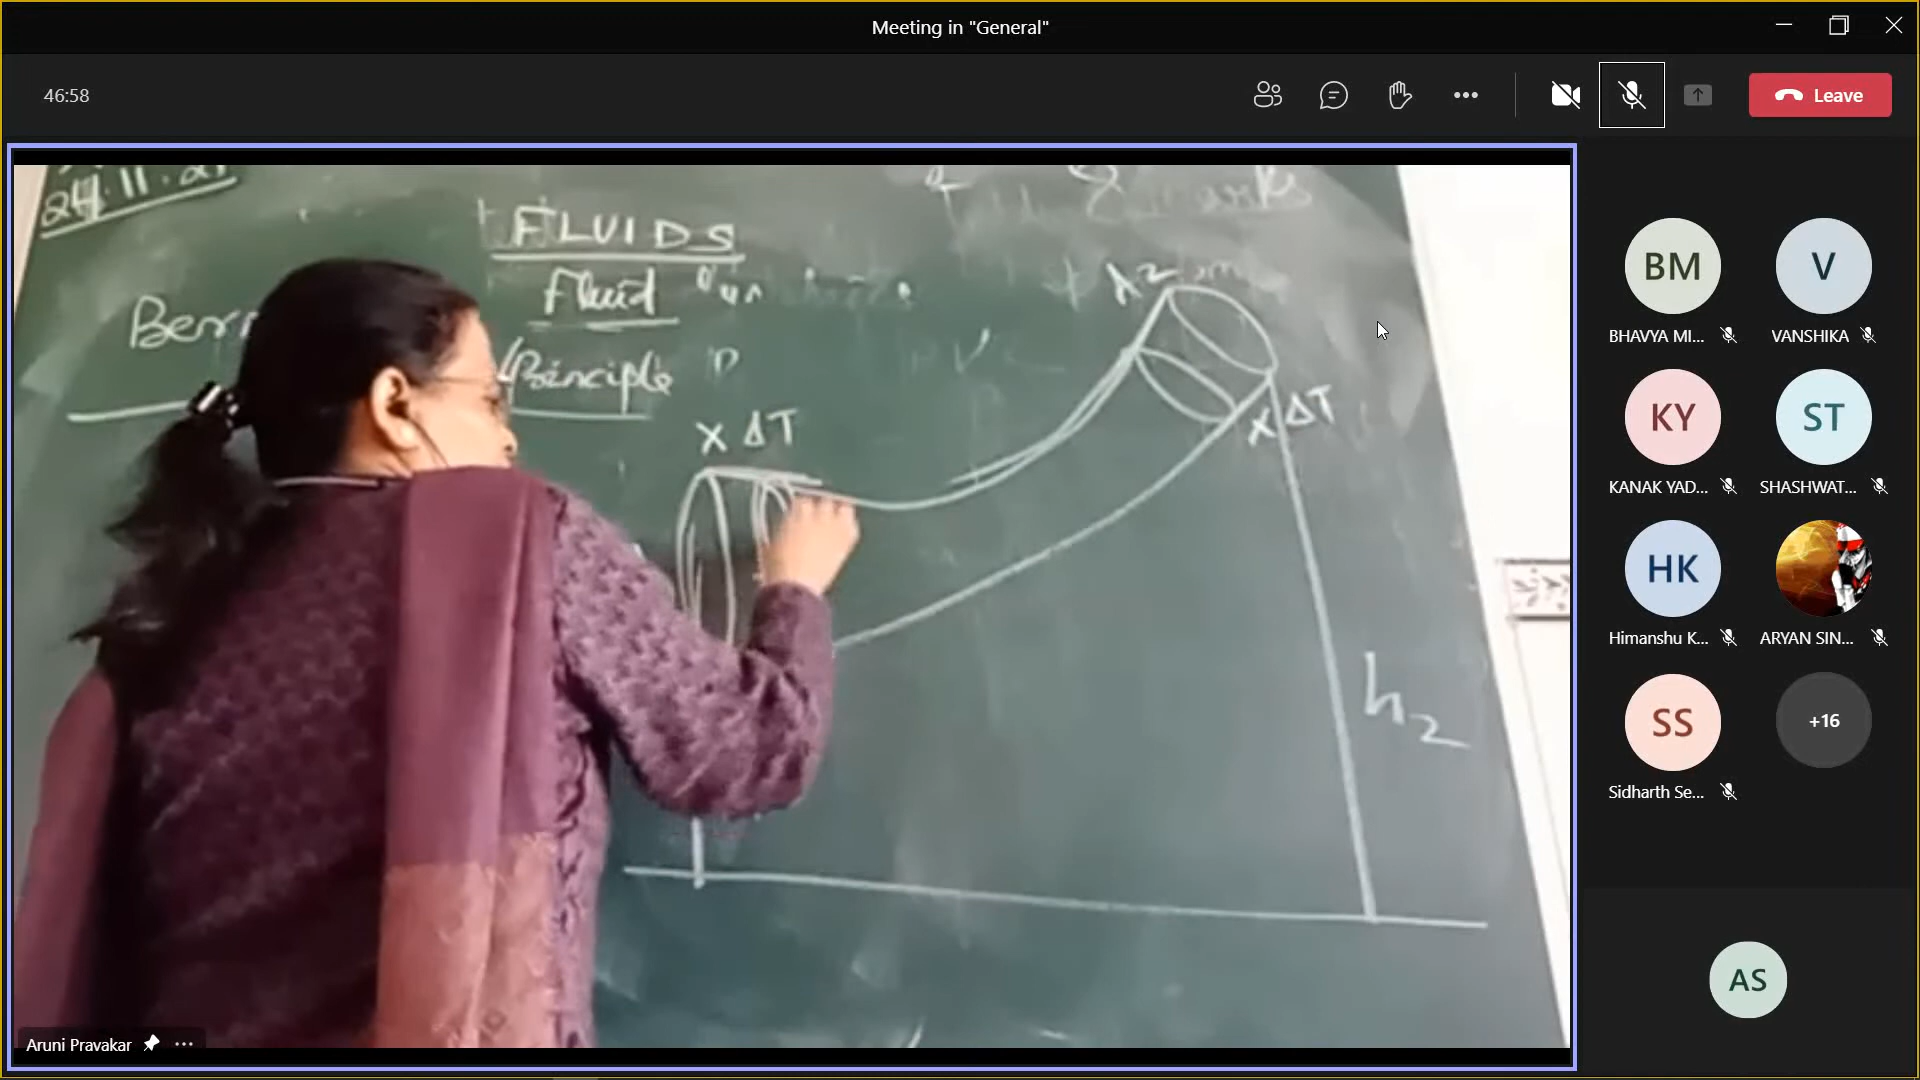 Meeting in "General"
46:58
Leave
24.11.21
FLUIDS
Fluid
Principle
A2
X ΔT
X ΔT
h2
BM
BHAVYA MI...
V
VANSHIKA
KY
KANAK YAD...
ST
SHASHWAT...
HK
Himanshu K...
ARYAN SIN...
SS
Sidharth Se...
+16
AS
Aruni Pravakar